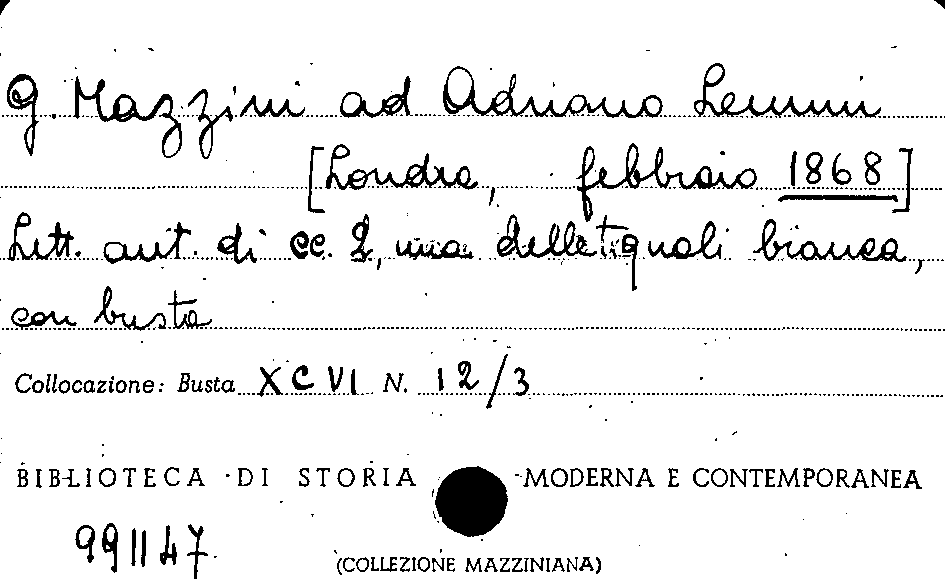 G. Mazzini ad Adriano Lemmi
[Londra, febbraio 1868]
Lett. aut. di cc. 2, una delle quali bianca,
con busta
Collocazione: Busta XCVI N. 12/3
BIBLIOTECA DI STORIA MODERNA E CONTEMPORANEA
991147
(COLLEZIONE MAZZINIANA)